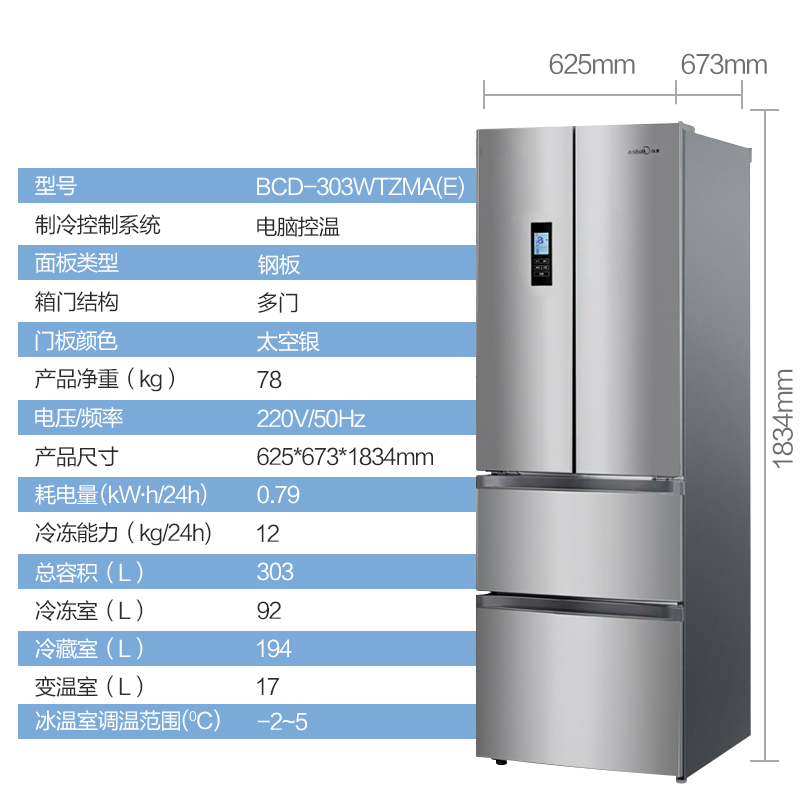 625mm 673mm
型号 BCD-303WTZMA(E)
制冷控制系统 电脑控温
面板类型 钢板
箱门结构 多门
门板颜色 太空银
产品净重（kg） 78
电压/频率 220V/50Hz
产品尺寸 625*673*1834mm
耗电量(kW·h/24h) 0.79
冷冻能力（kg/24h) 12
总容积（L） 303
冷冻室（L） 92
冷藏室（L） 194
变温室（L） 17
冰温室调温范围(⁰C) -2~5
1834mm